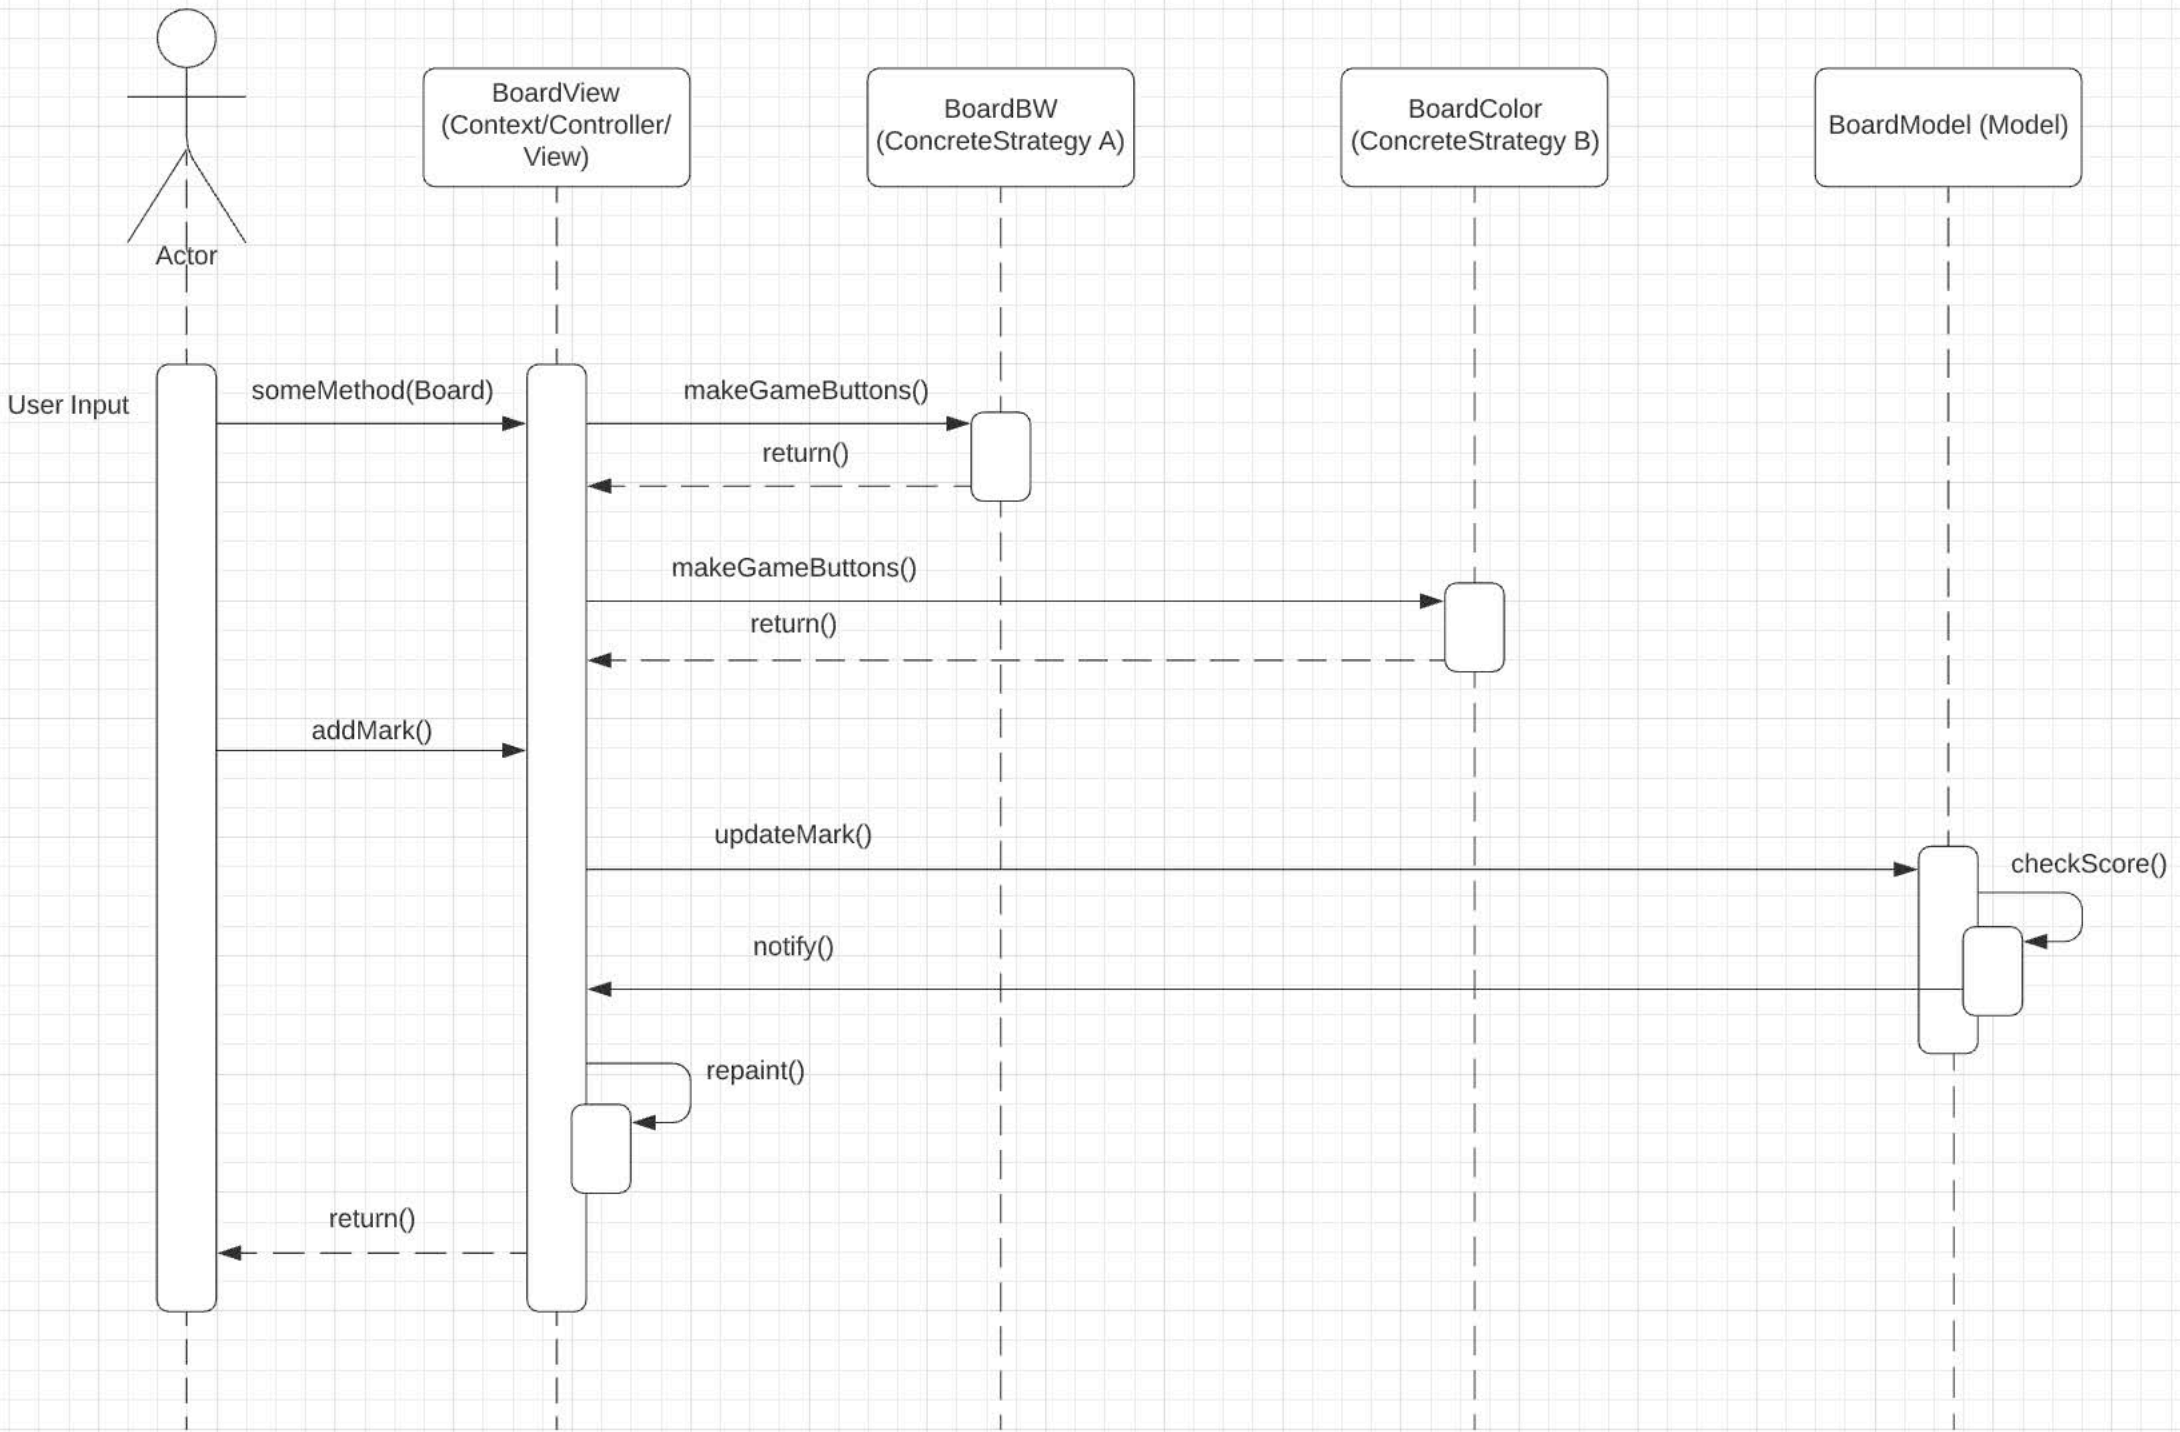 BoardView
(Context/Controller/
View)
BoardBW
(ConcreteStrategy A)
BoardColor
(ConcreteStrategy B)
BoardModel (Model)
Actor
User Input
someMethod(Board)
makeGameButtons()
return()
makeGameButtons()
return()
addMark()
updateMark()
checkScore()
notify()
repaint()
return()